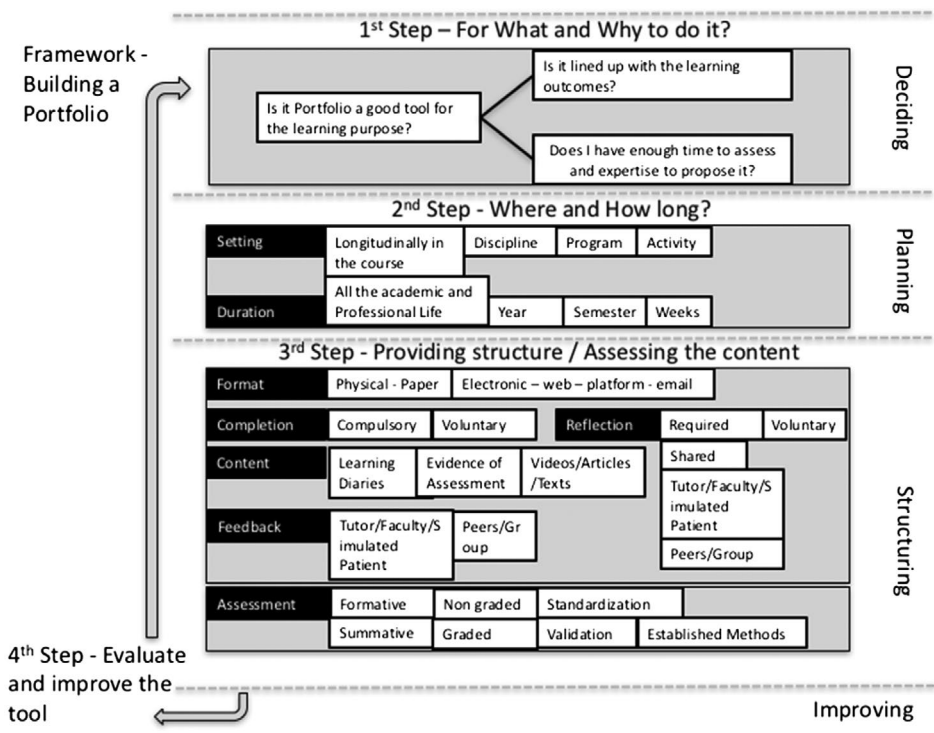 Framework -
Building a
Portfolio
1st Step – For What and Why to do it?
Is it Portfolio a good tool for
the learning purpose?
Is it lined up with the learning
outcomes?
Does I have enough time to assess
and expertise to propose it?
Deciding
2nd Step - Where and How long?
Setting
Longitudinally in
the course
Discipline
Program
Activity
Duration
All the academic and
Professional Life
Year
Semester
Weeks
Planning
3rd Step - Providing structure / Assessing the content
Format
Physical - Paper
Electronic – web – platform - email
Completion
Compulsory
Voluntary
Reflection
Required
Voluntary
Shared
Tutor/Faculty/S
imulated
Patient
Peers/Group
Content
Learning
Diaries
Evidence of
Assessment
Videos/Articles
/Texts
Feedback
Tutor/Faculty/S
imulated
Patient
Peers/Gr
oup
Assessment
Formative
Non graded
Standardization
Summative
Graded
Validation
Established Methods
Structuring
4th Step - Evaluate
and improve the
tool
Improving